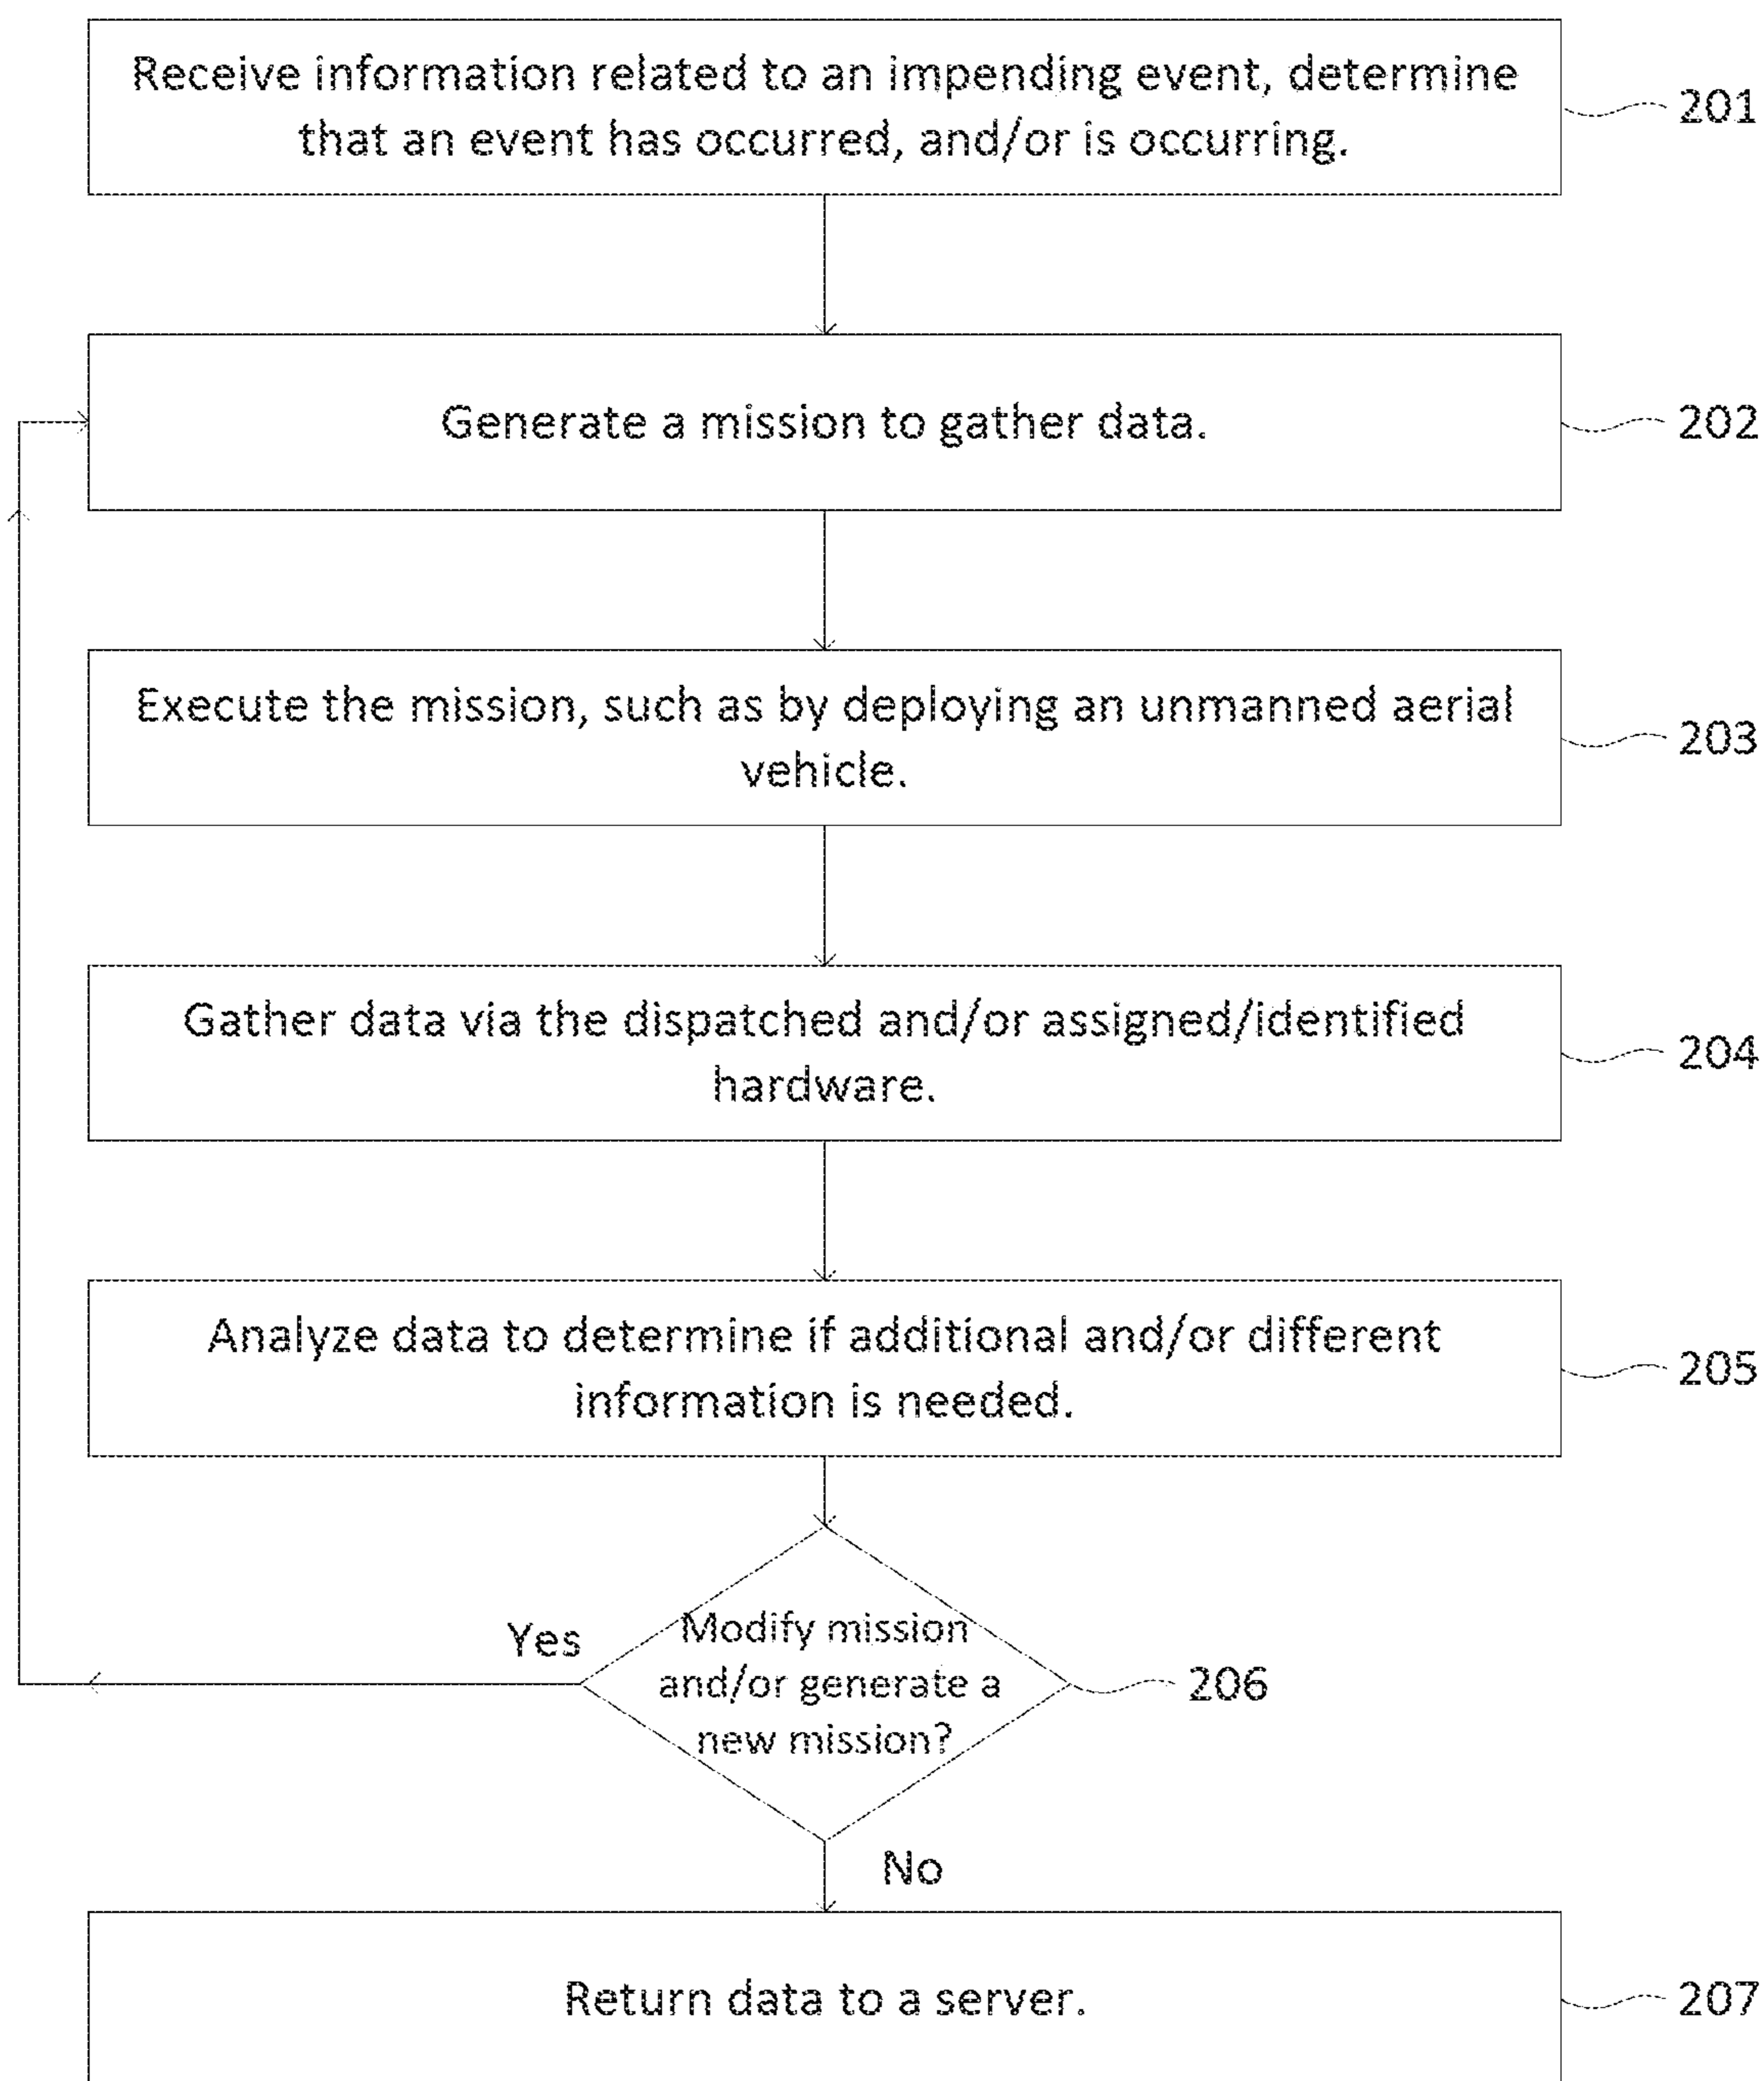 Receive information related to an impending event, determine
that an event has occurred, and/or is occurring.
201
Generate a mission to gather data.
202
Execute the mission, such as by deploying an unmanned aerial
vehicle.
203
Gather data via the dispatched and/or assigned/identified
hardware.
204
Analyze data to determine if additional and/or different
information is needed.
205
Yes
Modify mission
and/or generate a
new mission?
206
No
Return data to a server.
207